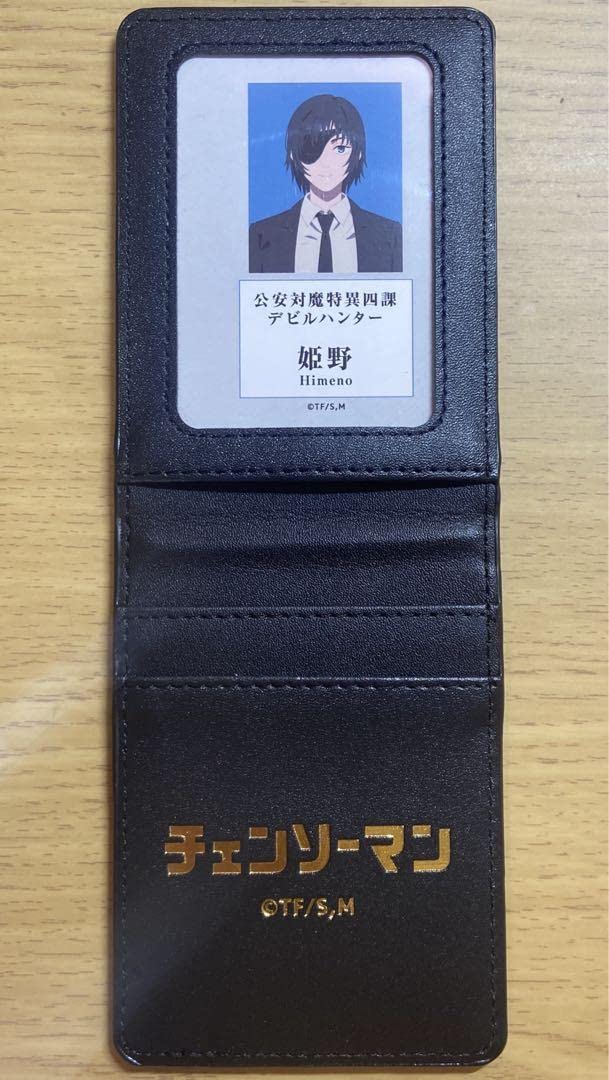 公安対魔特異四課
デビルハンター
姫野
Himeno
©TF/S,M
チェンソーマン
©TF/S,M